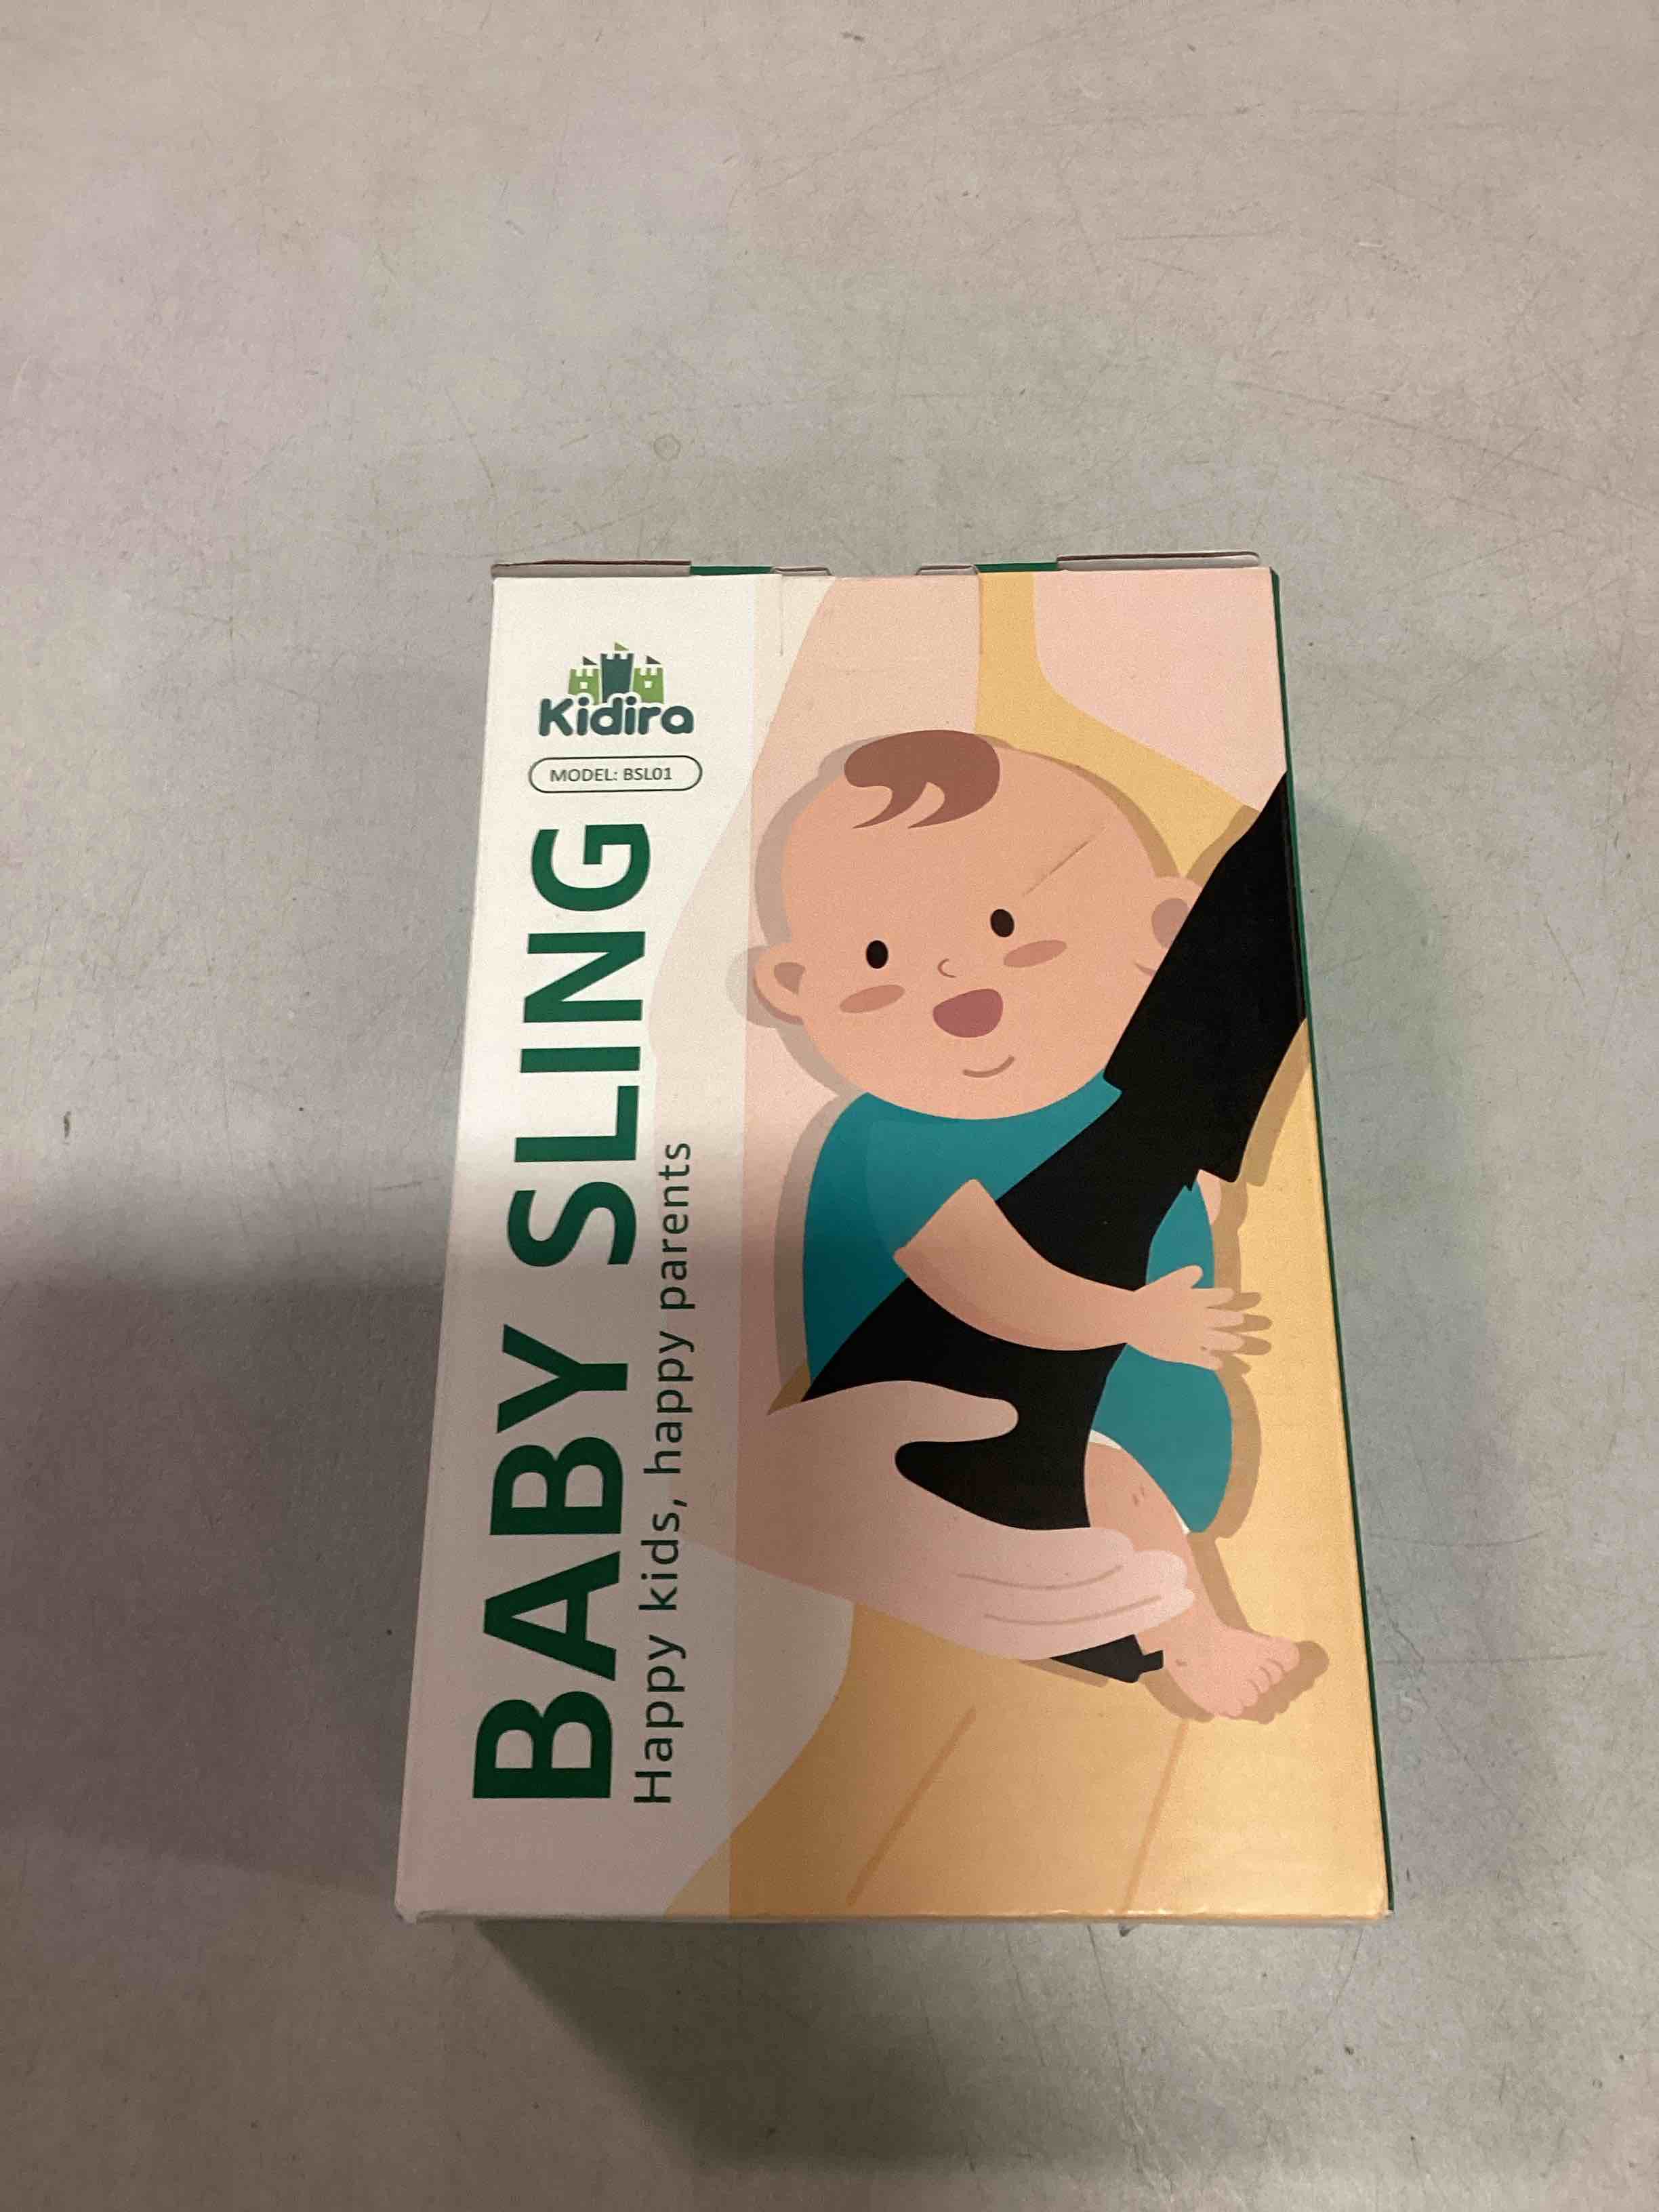 Kidira
MODEL: BSL01
BABY SLING
Happy kids, happy parents